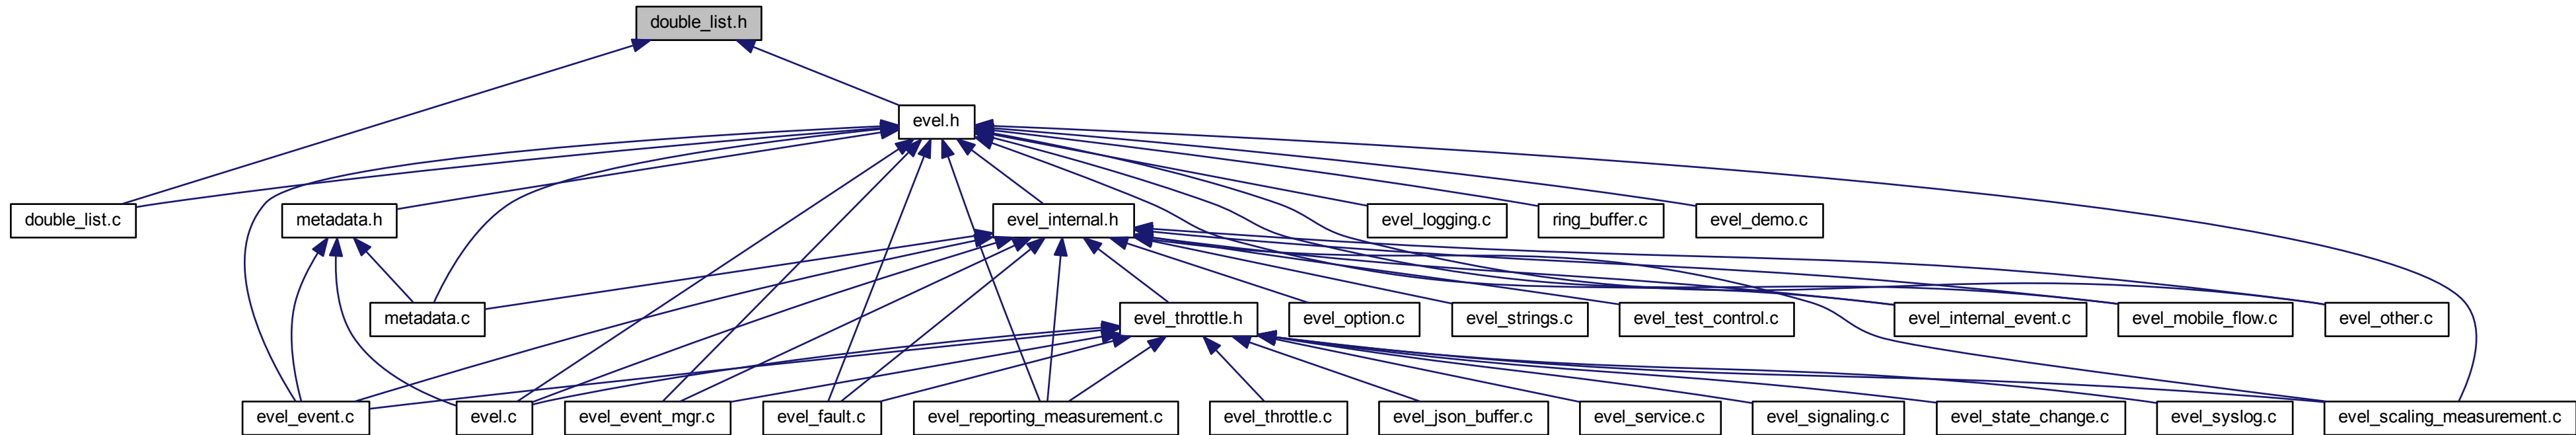 double_list.h
evel.h
double_list.c
metadata.h
evel_internal.h
evel_logging.c
ring_buffer.c
evel_demo.c
metadata.c
evel_throttle.h
evel_option.c
evel_strings.c
evel_test_control.c
evel_internal_event.c
evel_mobile_flow.c
evel_other.c
evel_event.c
evel.c
evel_event_mgr.c
evel_fault.c
evel_reporting_measurement.c
evel_throttle.c
evel_json_buffer.c
evel_service.c
evel_signaling.c
evel_state_change.c
evel_syslog.c
evel_scaling_measurement.c